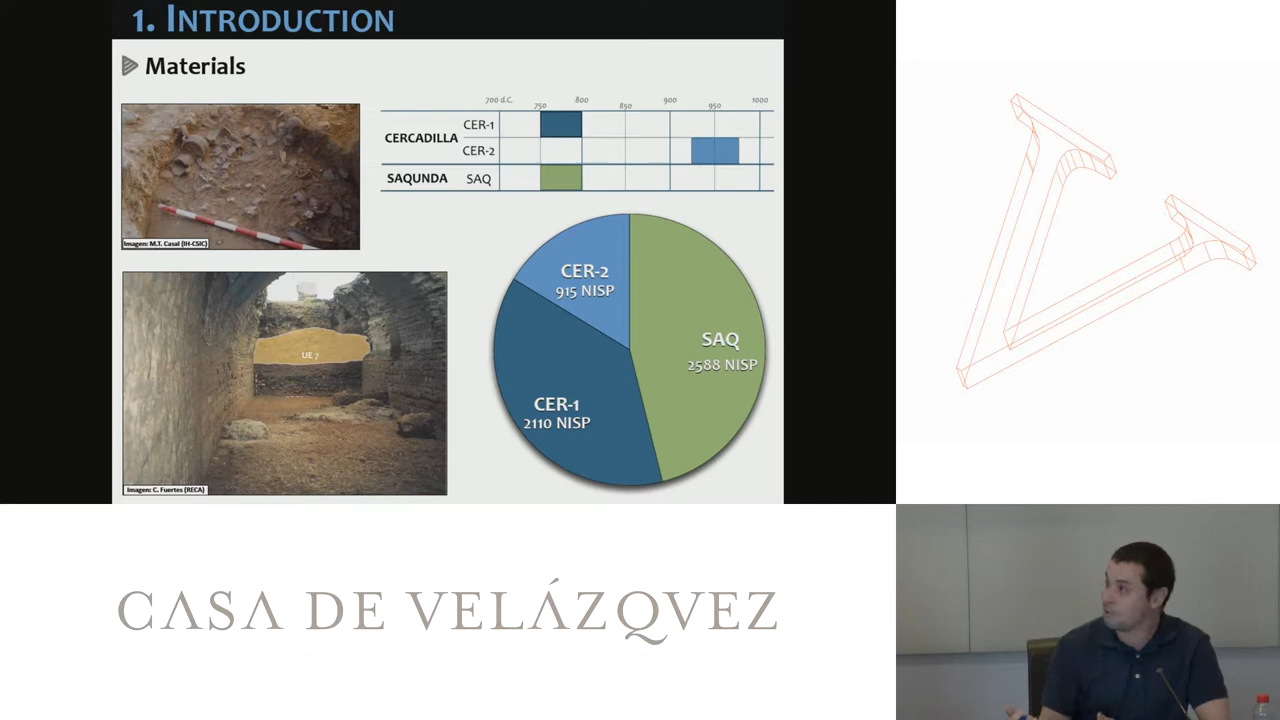 1. INTRODUCTION
Materials
700 d.C. 750 800 850 900 950 1000
CERCADILLA
CER-1
CER-2
SAQUNDA SAQ
Imagen: M.T. Casal (IH-CSIC)
UE 7
Imagen: C. Fuertes (RECA)
CER-2
915 NISP
SAQ
2588 NISP
CER-1
2110 NISP
CASA DE VELÁZQVEZ